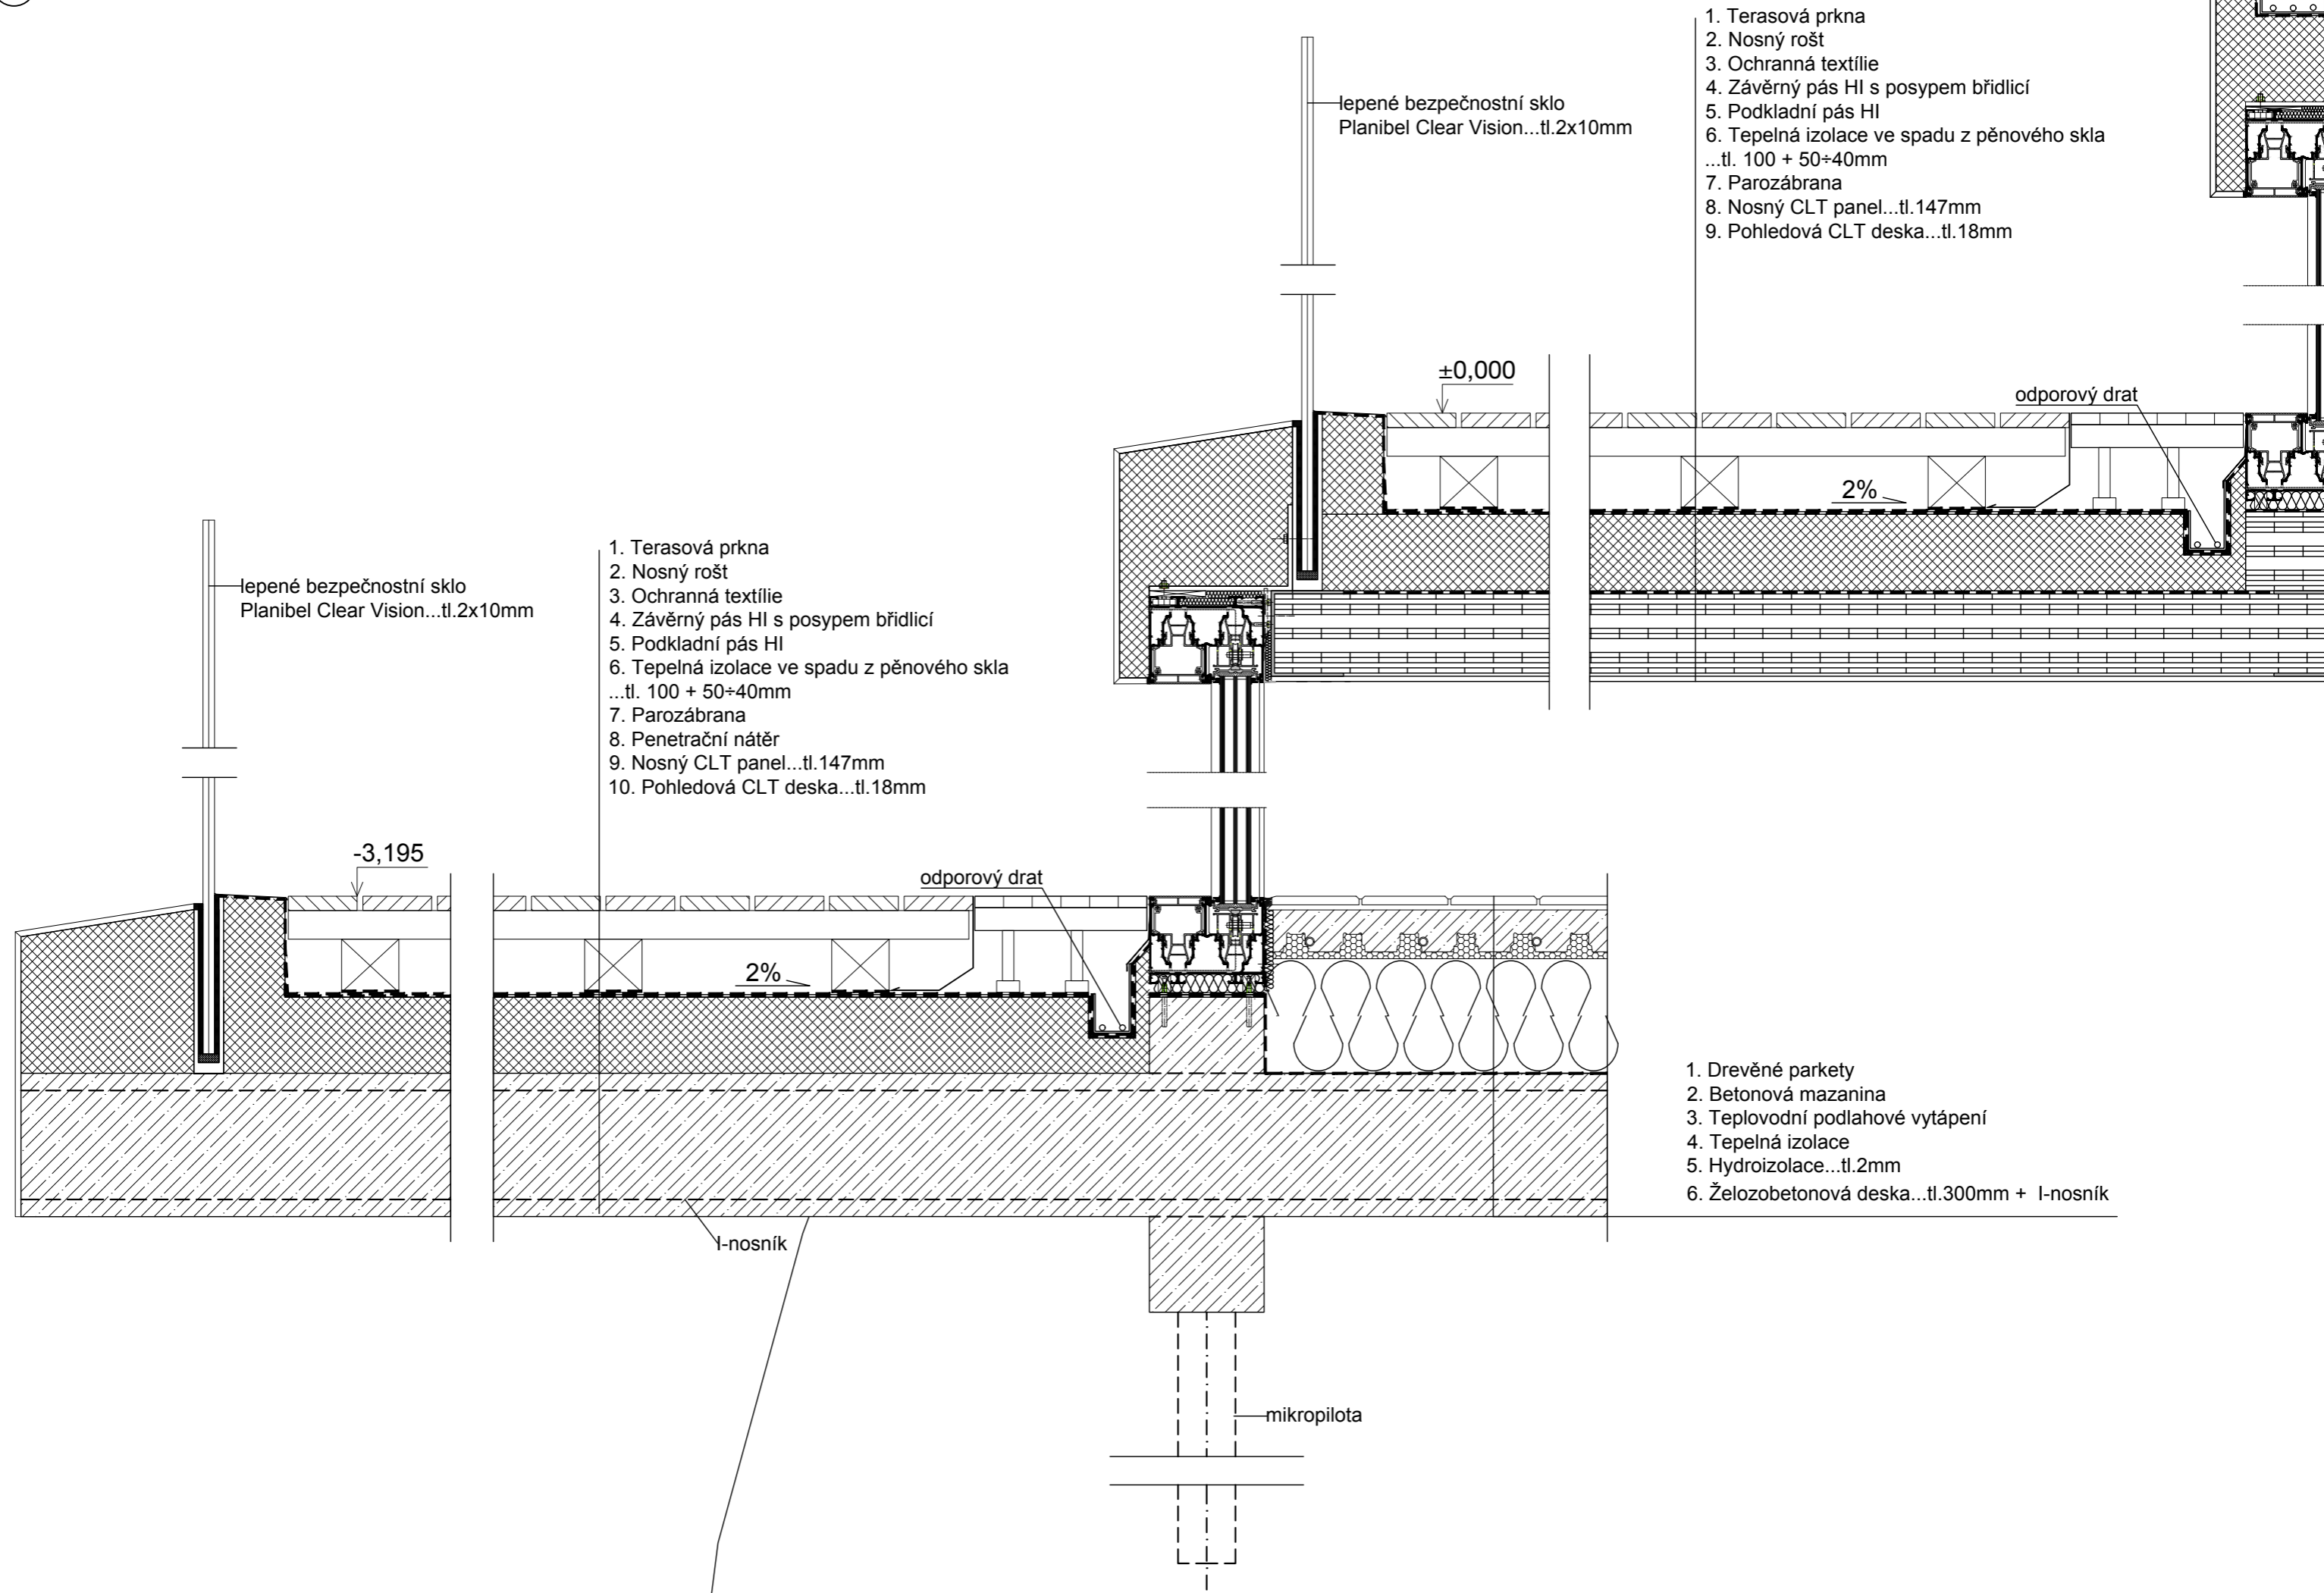 1. Terasová prkna
2. Nosný rošt
3. Ochranná textílie
4. Závěrný pás HI s posypem břidlicí
5. Podkladní pás HI
6. Tepelná izolace ve spadu z pěnového skla
...tl. 100 + 50÷40mm
7. Parozábrana
8. Nosný CLT panel...tl.147mm
9. Pohledová CLT deska...tl.18mm
lepené bezpečnostní sklo
Planibel Clear Vision...tl.2x10mm
±0,000
odporový drat
2%
lepené bezpečnostní sklo
Planibel Clear Vision...tl.2x10mm
1. Terasová prkna
2. Nosný rošt
3. Ochranná textílie
4. Závěrný pás HI s posypem břidlicí
5. Podkladní pás HI
6. Tepelná izolace ve spadu z pěnového skla
...tl. 100 + 50÷40mm
7. Parozábrana
8. Penetrační nátěr
9. Nosný CLT panel...tl.147mm
10. Pohledová CLT deska...tl.18mm
-3,195
odporový drat
2%
1. Drevěné parkety
2. Betonová mazanina
3. Teplovodní podlahové vytápení
4. Tepelná izolace
5. Hydroizolace...tl.2mm
6. Želozobetonová deska...tl.300mm + I-nosník
I-nosník
mikropilota